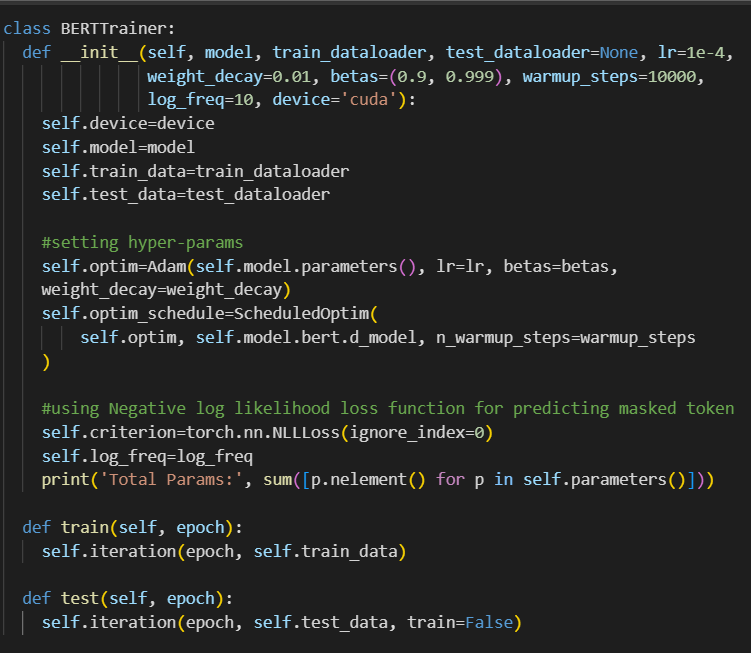 class BERTTrainer:
  def __init__(self, model, train_dataloader, test_dataloader=None, lr=1e-4,
               weight_decay=0.01, betas=(0.9, 0.999), warmup_steps=10000,
               log_freq=10, device='cuda'):
    self.device=device
    self.model=model
    self.train_data=train_dataloader
    self.test_data=test_dataloader

    #setting hyper-params
    self.optim=Adam(self.model.parameters(), lr=lr, betas=betas,
    weight_decay=weight_decay)
    self.optim_schedule=ScheduledOptim(
        self.optim, self.model.bert.d_model, n_warmup_steps=warmup_steps
    )

    #using Negative log likelihood loss function for predicting masked token
    self.criterion=torch.nn.NLLLoss(ignore_index=0)
    self.log_freq=log_freq
    print('Total Params:', sum([p.nelement() for p in self.parameters()]))

  def train(self, epoch):
    self.iteration(epoch, self.train_data)

  def test(self, epoch):
    self.iteration(epoch, self.test_data, train=False)